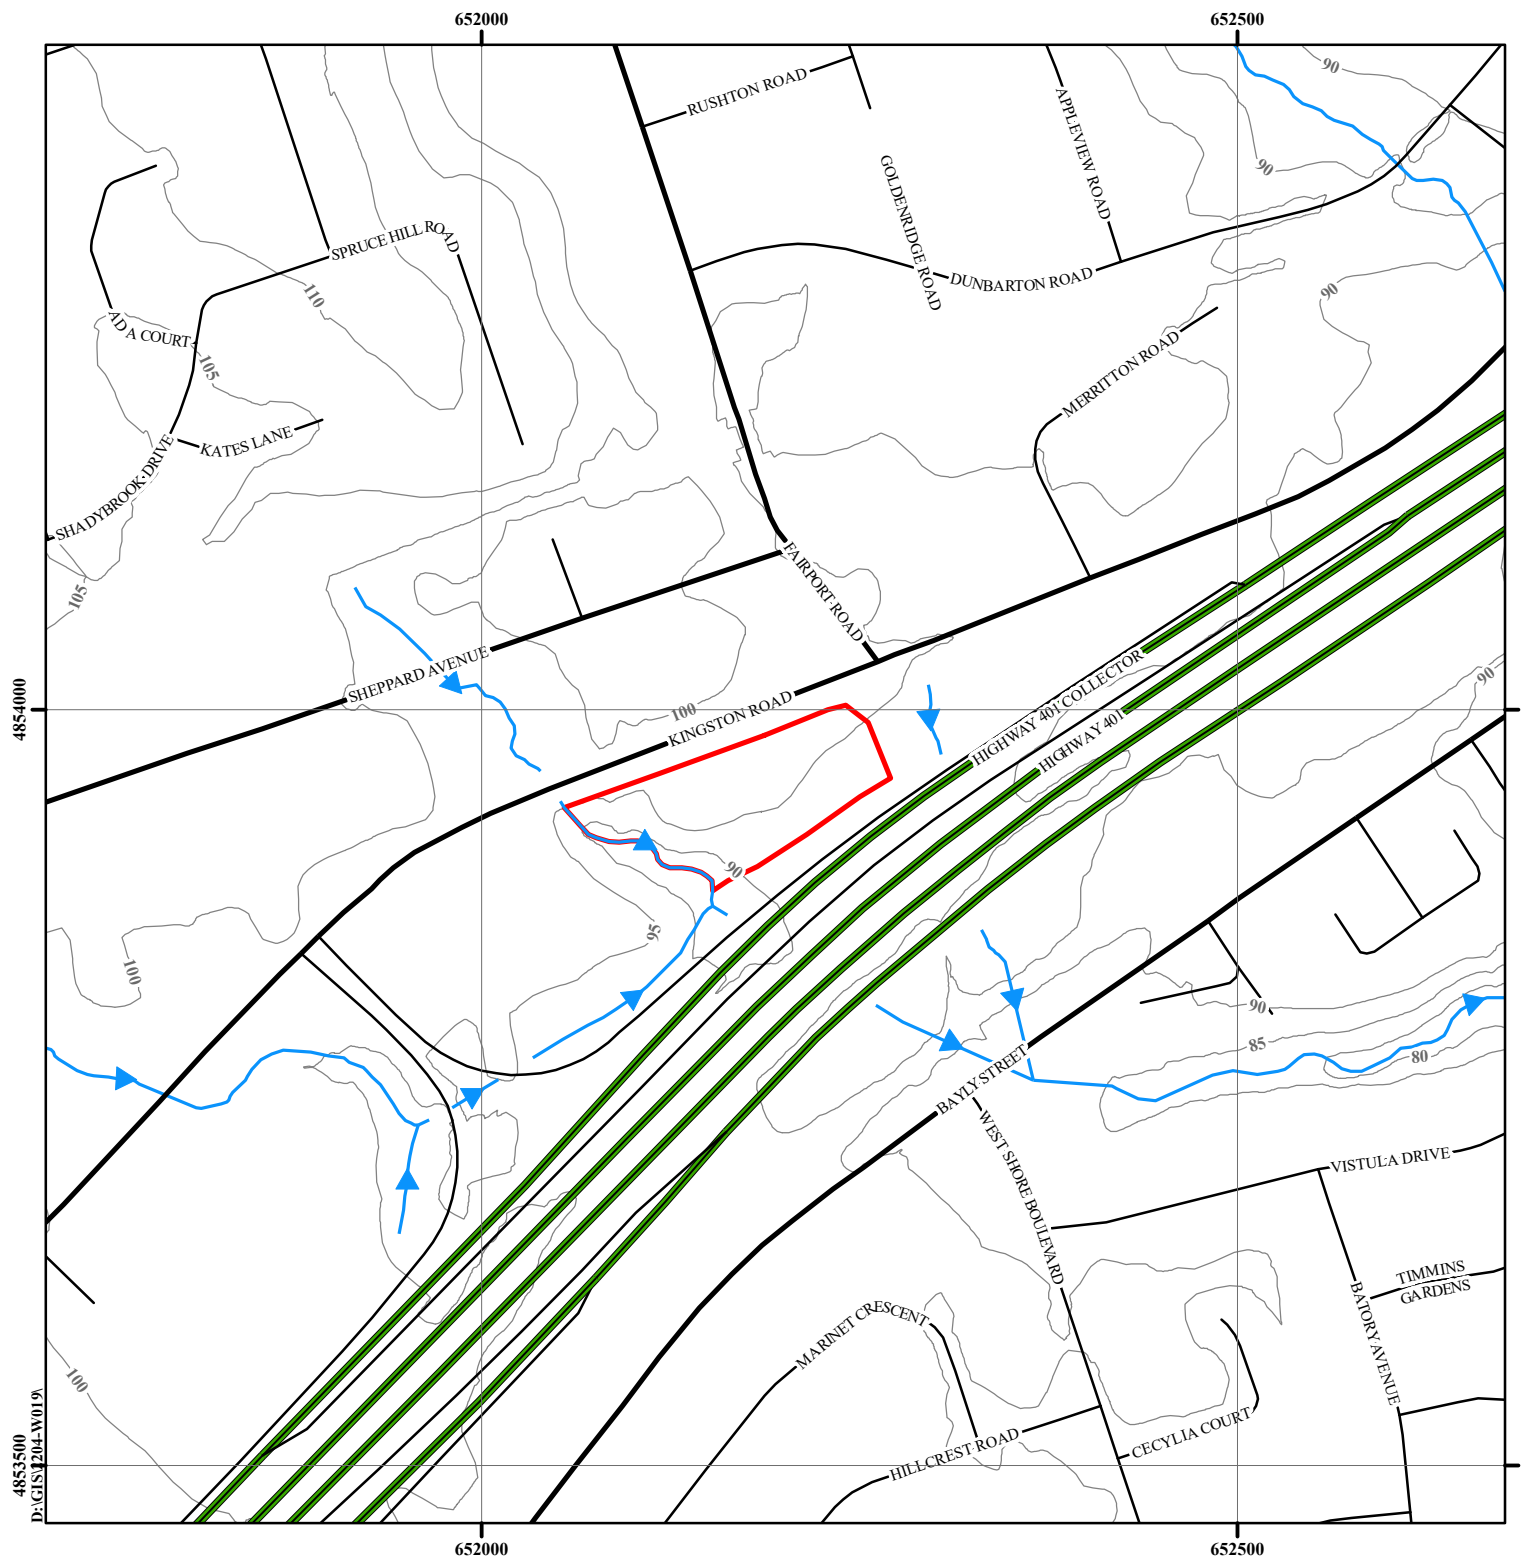 652000
652500
90
RUSHTON ROAD
APPLEVIEW ROAD
GOLDENRIDGE ROAD
90
SPRUCE HILL ROAD
DUNBARTON ROAD
110
90
AD A COURT
105
MERRITTON ROAD
KATES LANE
SHADYBROOK DRIVE
105
FAIRPORT ROAD
SHEPPARD AVENUE
HIGHWAY 401 COLLECTOR
90
4854000
100
KINGSTON ROAD
HIGHWAY 401
90
95
100
90
85
80
BAYLY STREET
WEST SHORE BOULEVARD
VISTULA DRIVE
TIMMINS
GARDENS
BATORY AVENUE
MARINET CRESCENT
100
HILLCREST ROAD
CECYLIA COURT
4853500
D:\GIS\1204-W019\
652000
652500